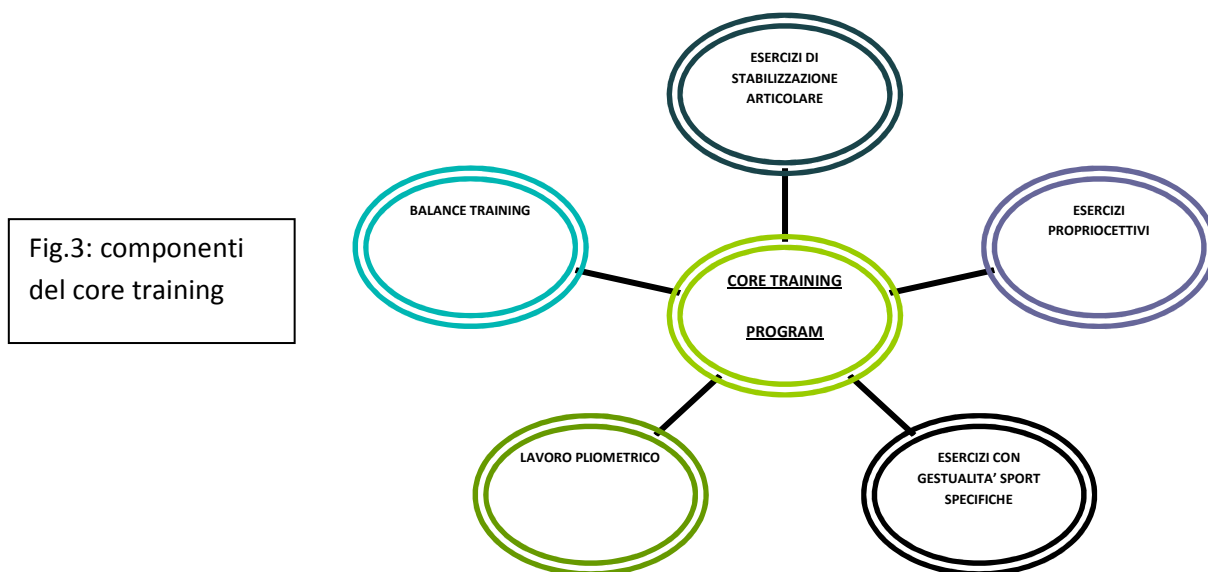 Fig.3: componenti
del core training
ESERCIZI DI
STABILIZZAZIONE
ARTICOLARE
BALANCE TRAINING
ESERCIZI
PROPRIOCETTIVI
CORE TRAINING
PROGRAM
LAVORO PLIOMETRICO
ESERCIZI CON
GESTUALITA’ SPORT
SPECIFICHE